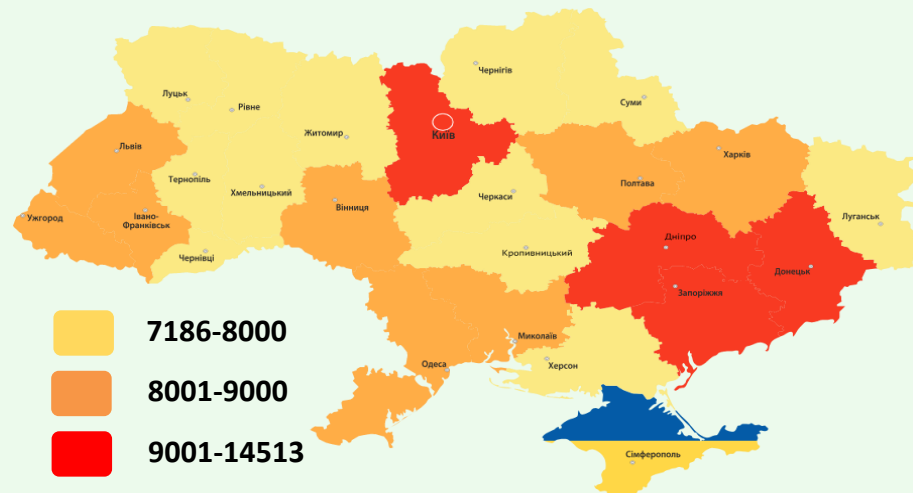 Чернігів
Луцьк
Рівне
Суми
Житомир
Київ
Львів
Харків
Тернопіль
Хмельницький
Полтава
Черкаси
Вінниця
Ужгород
Івано-
Франківськ
Луганськ
Дніпро
Чернівці
Кропивницький
Донецьк
Запоріжжя
Миколаїв
Одеса
Херсон
Сімферополь
7186-8000
8001-9000
9001-14513